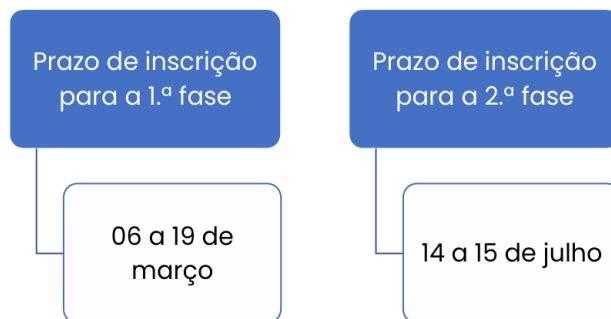 Prazo de inscrição
para a 1.ª fase
06 a 19 de
março
Prazo de inscrição
para a 2.ª fase
14 a 15 de julho